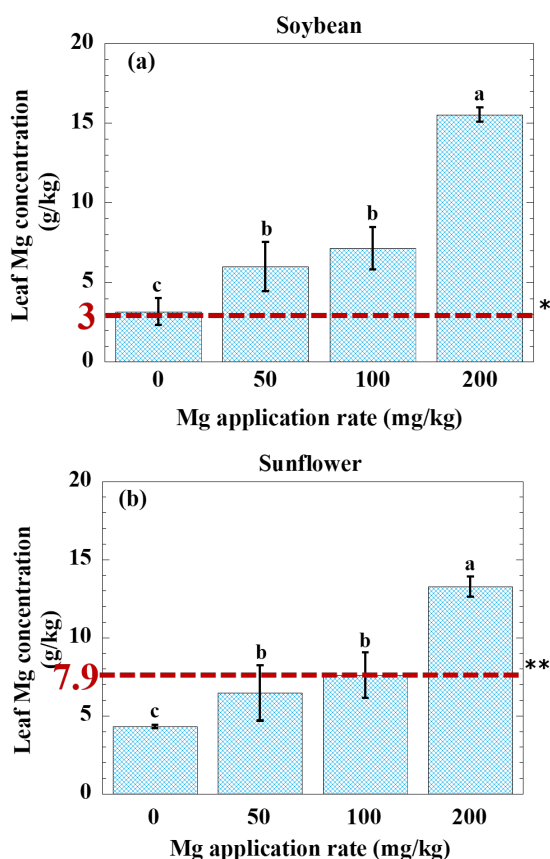 Soybean
(a)
Leaf Mg concentration
(g/kg)
20
15
10
5
0
3
c
b
b
a
*
0 50 100 200
Mg application rate (mg/kg)
Sunflower
(b)
Leaf Mg concentration
(g/kg)
20
15
10
5
0
7.9
c
b
b
a
**
0 50 100 200
Mg application rate (mg/kg)